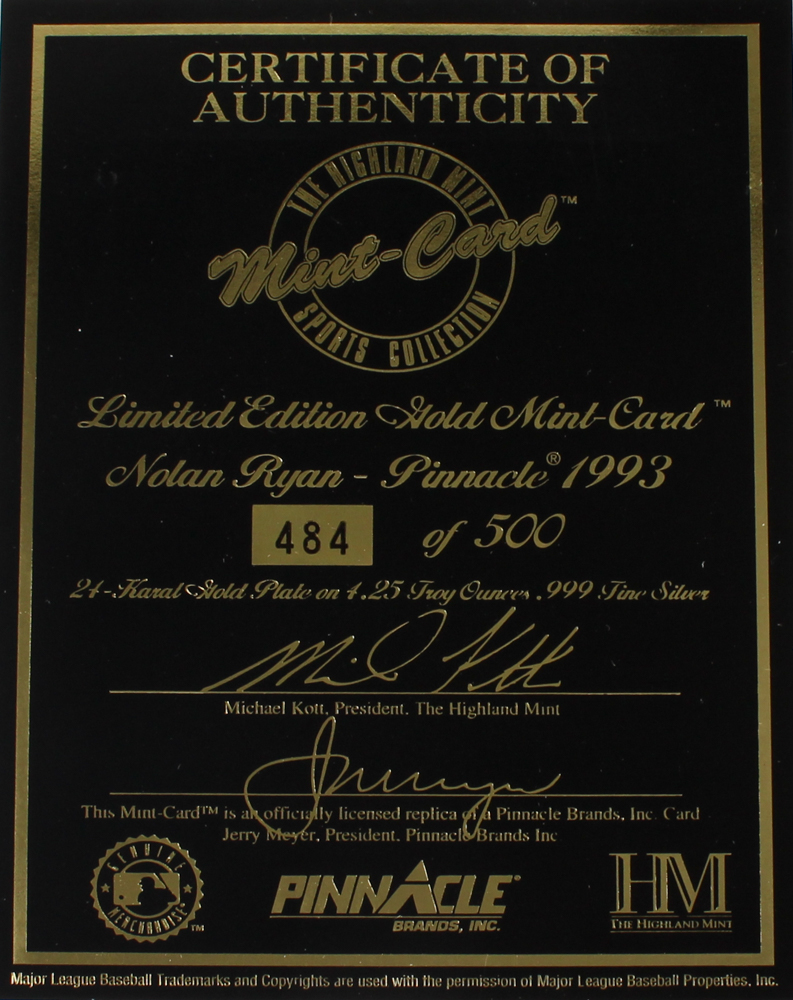 CERTIFICATE OF
AUTHENTICITY
THE HIGHLAND MINT
Mint-Card™
SPORTS COLLECTION
Limited Edition Gold Mint-Card™
Nolan Ryan - Pinnacle® 1993
484 of 500
24-Karat Gold Plate on 4.25 Troy Ounces .999 Fine Silver
Michael Kott, President, The Highland Mint
This Mint-Card™ is an officially licensed replica of a Pinnacle Brands, Inc. Card
Jerry Meyer, President, Pinnacle Brands Inc
GENUINE
MERCHANDISE
TM
PINNACLE
BRANDS, INC.
HM
THE HIGHLAND MINT
Major League Baseball Trademarks and Copyrights are used with the permission of Major League Baseball Properties, Inc.